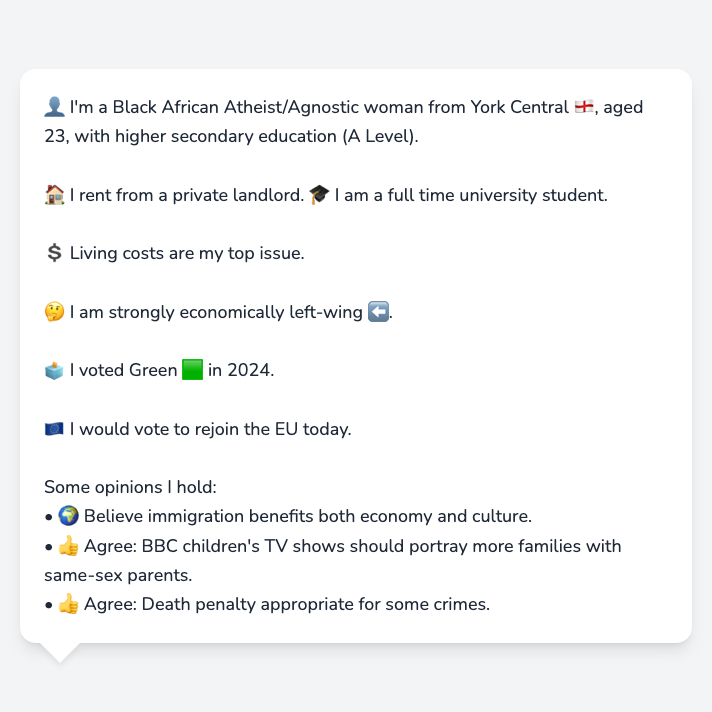 👤 I'm a Black African Atheist/Agnostic woman from York Central 🏴󠁧󠁢󠁥󠁮󠁧󠁿, aged
23, with higher secondary education (A Level).
🏠 I rent from a private landlord. 🎓 I am a full time university student.
💲 Living costs are my top issue.
🤔 I am strongly economically left-wing ⬅️.
🗳️ I voted Green 🟩 in 2024.
🇪🇺 I would vote to rejoin the EU today.
Some opinions I hold:
• 🌍 Believe immigration benefits both economy and culture.
• 👍 Agree: BBC children's TV shows should portray more families with
same-sex parents.
• 👍 Agree: Death penalty appropriate for some crimes.